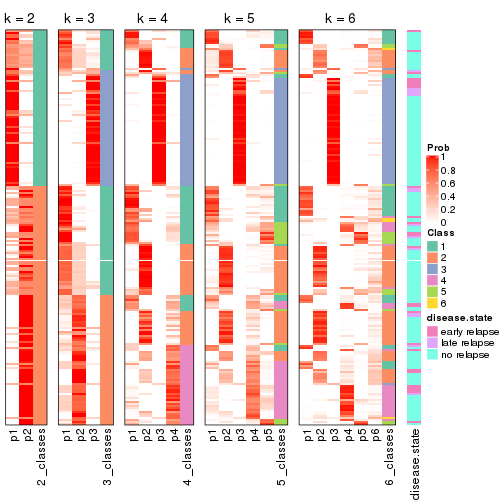 k = 2
k = 3
k = 4
k = 5
k = 6
Prob
1
0.8
0.6
0.4
0.2
0
Class
1
2
3
4
5
6
disease.state
early relapse
late relapse
no relapse
p1
p2
2_classes
p1
p2
p3
3_classes
p1
p2
p3
p4
4_classes
p1
p2
p3
p4
p5
5_classes
p1
p2
p3
p4
p5
p6
6_classes
disease.state